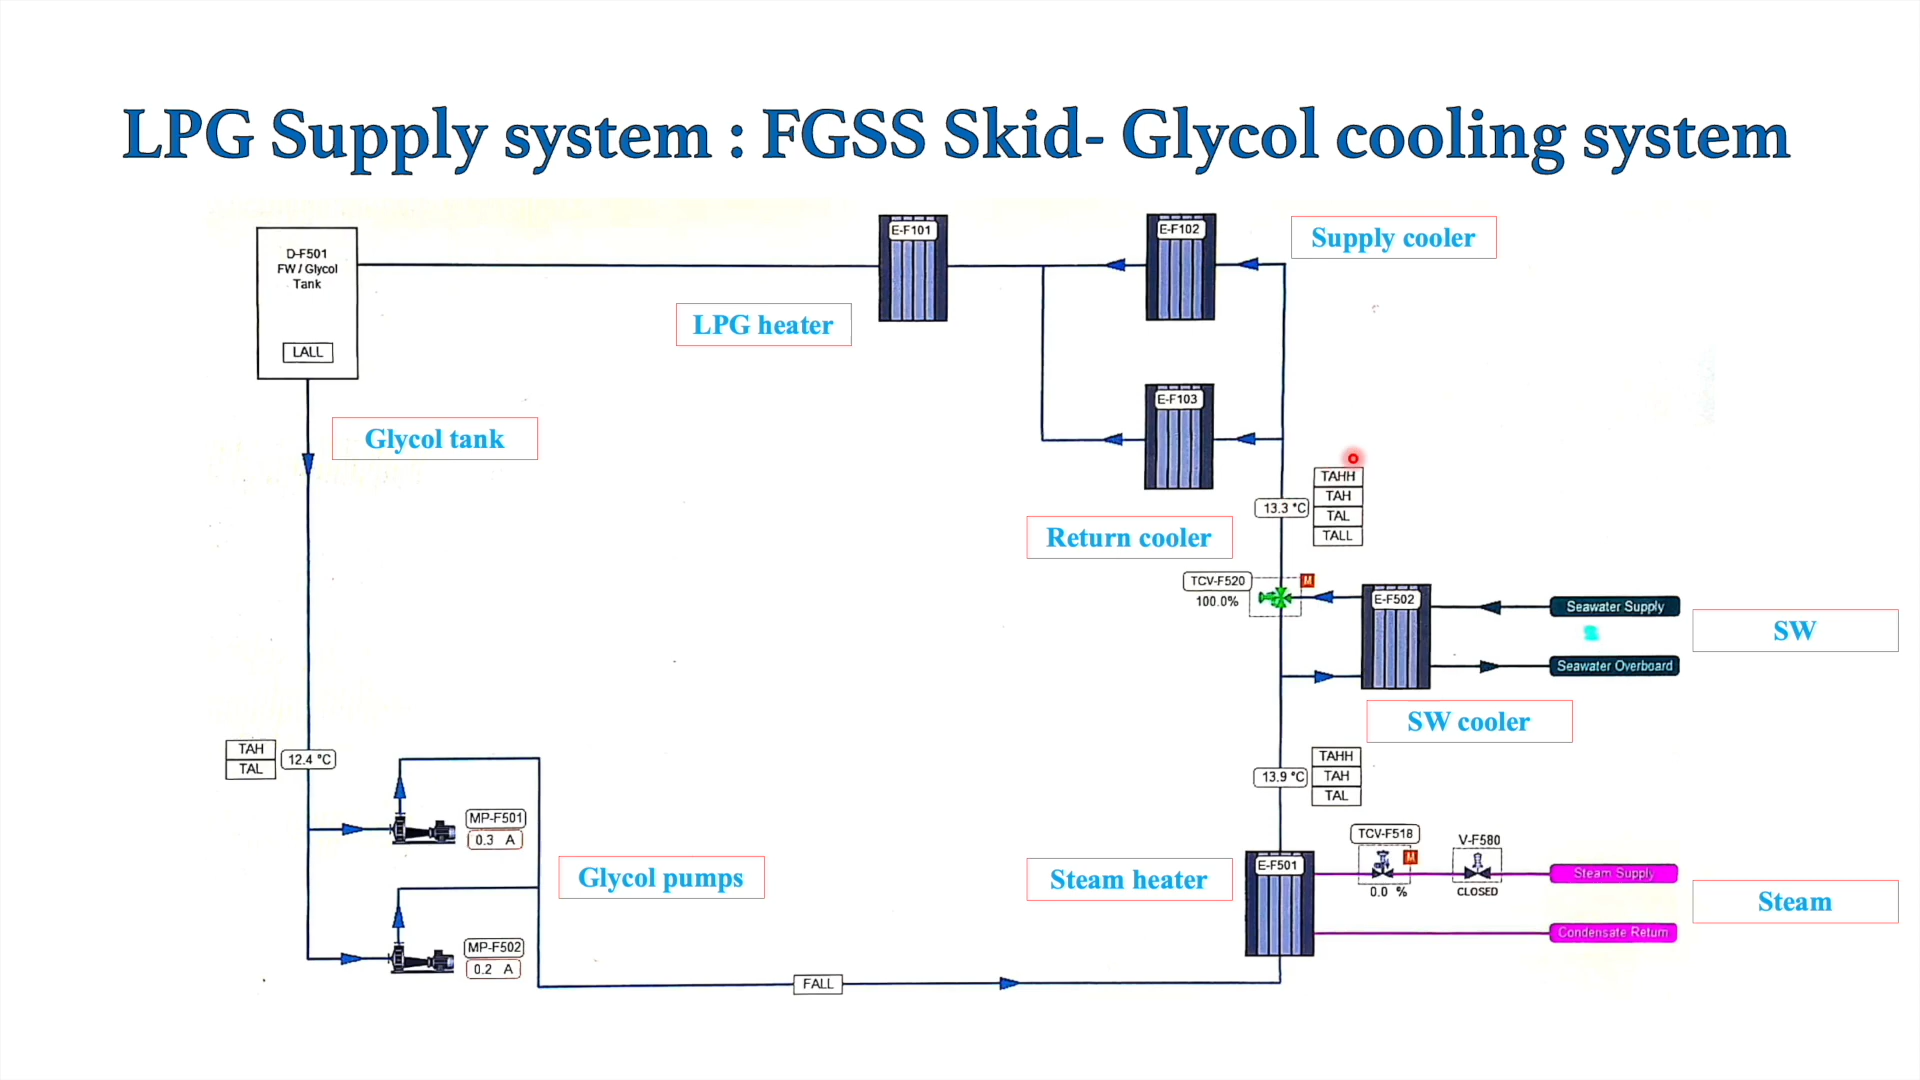 LPG Supply system : FGSS Skid- Glycol cooling system
D-F501
FW / Glycol
Tank
LALL
E-F101
E-F102
Supply cooler
LPG heater
E-F103
Glycol tank
TAHH
TAH
TAL
TALL
13.3 °C
Return cooler
TCV-F520
100.0%
M
E-F502
Seawater Supply
Seawater Overboard
SW
SW cooler
TAH
TAL
12.4 °C
13.9 °C
TAHH
TAH
TAL
MP-F501
0.3 A
Glycol pumps
MP-F502
0.2 A
FALL
Steam heater
E-F501
TCV-F518
M
0.0 %
V-F580
CLOSED
Steam Supply
Condensate Return
Steam